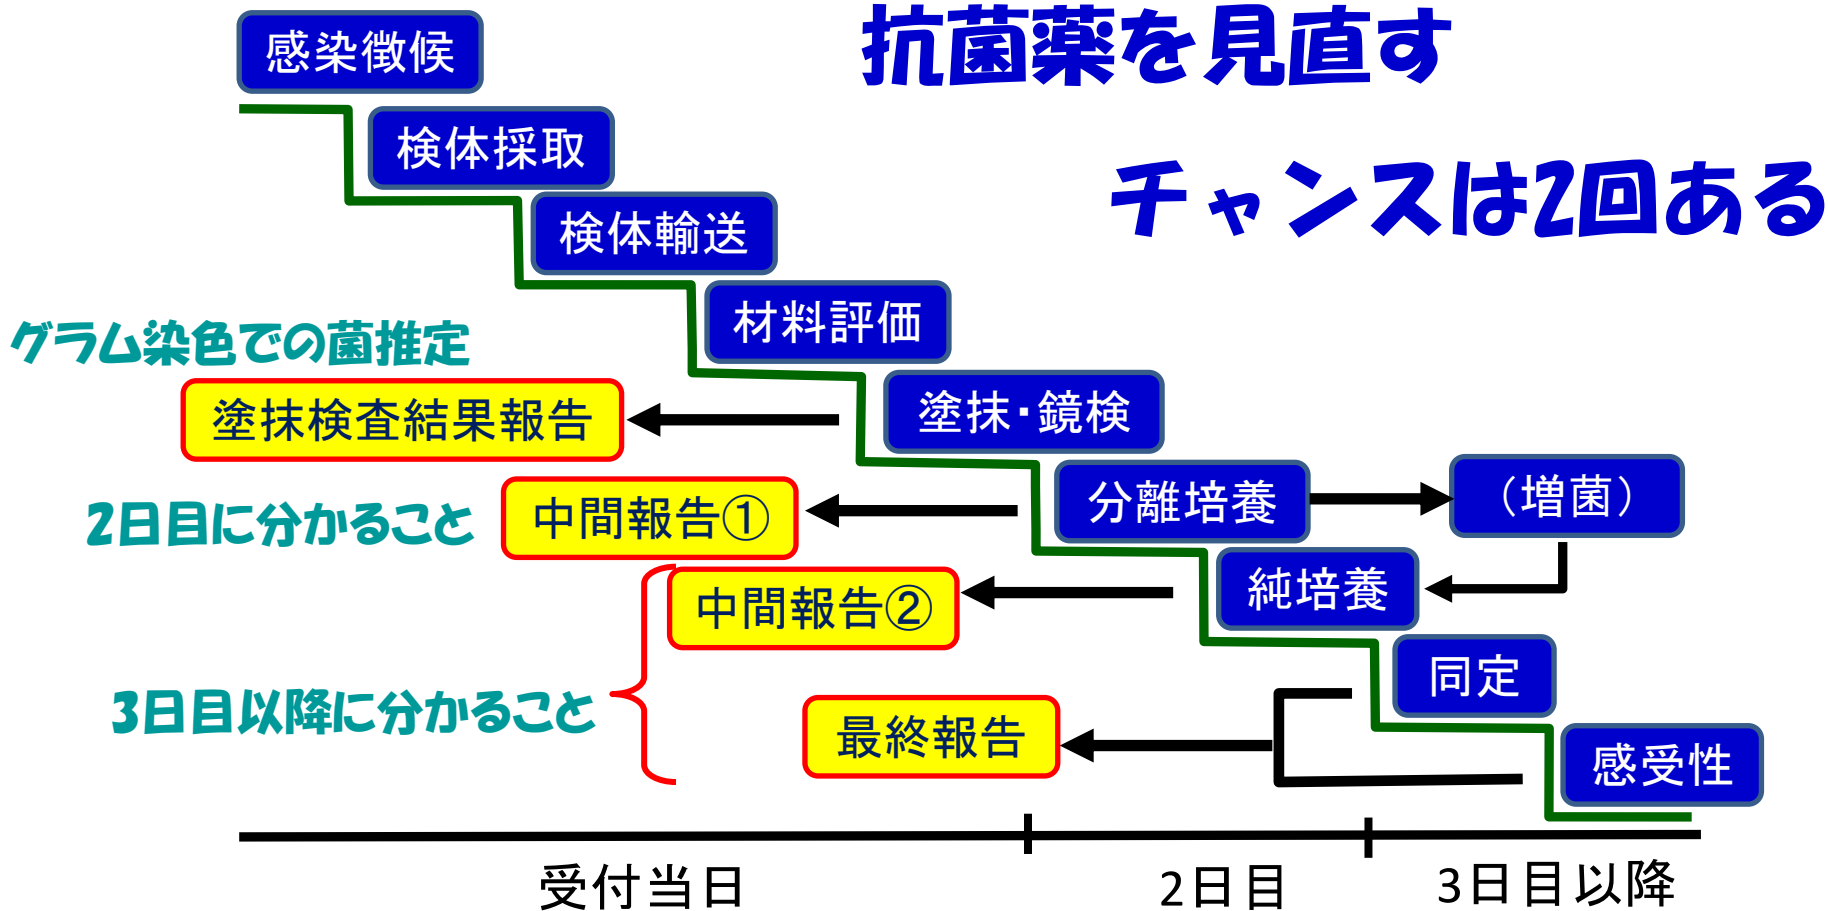 抗菌薬を見直す
チャンスは2回ある
感染徴候
検体採取
検体輸送
材料評価
グラム染色での菌推定
塗抹検査結果報告
塗抹・鏡検
2日目に分かること
中間報告①
分離培養
（増菌）
中間報告②
純培養
3日目以降に分かること
同定
最終報告
感受性
受付当日
2日目
3日目以降